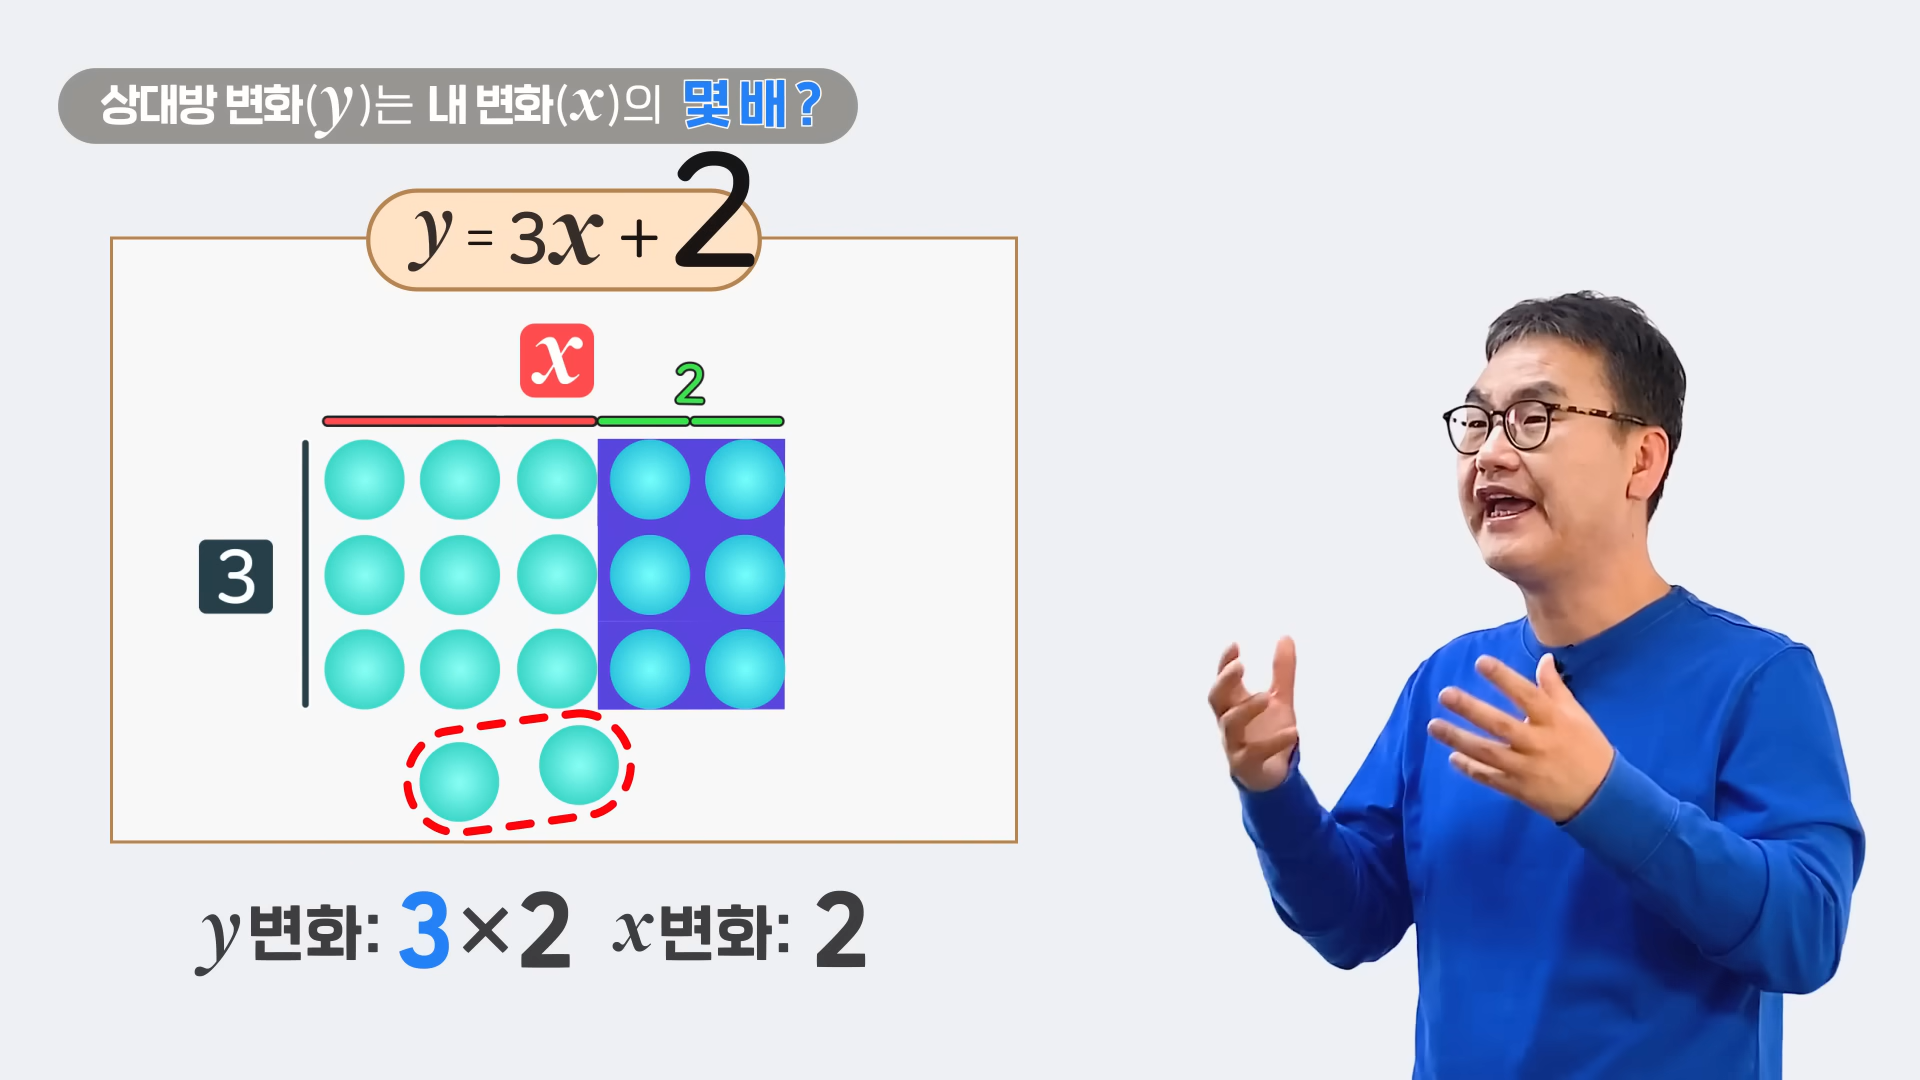 상대방 변화(y)는 내 변화(x)의 몇 배?
y = 3x + 2
x
2
3
y변화: 3×2 x변화: 2